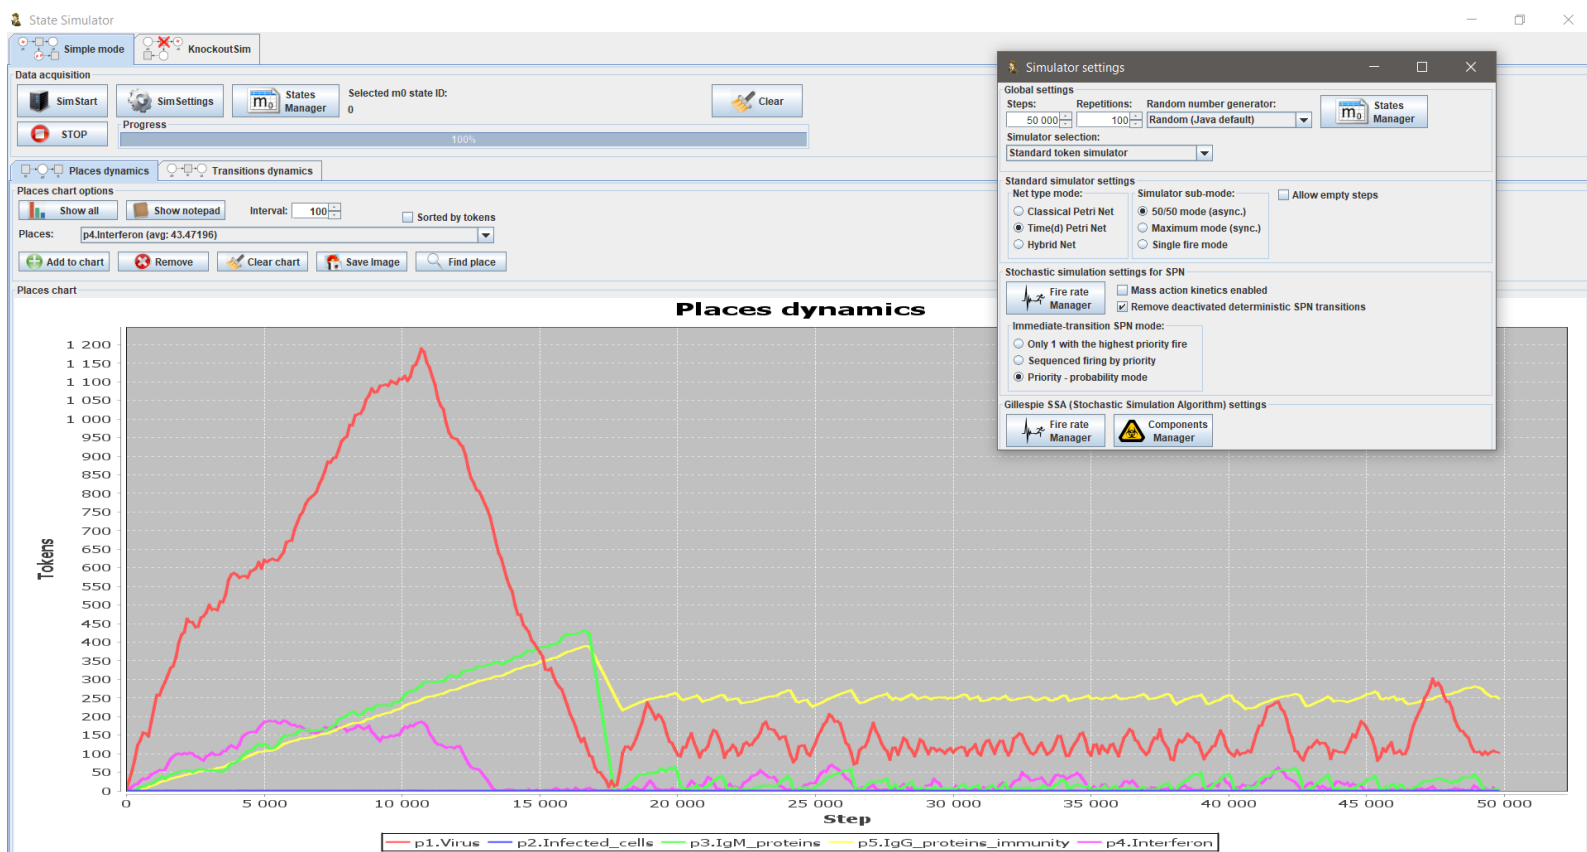 State Simulator
Simple mode
KnockoutSim
Data acquisition
SimStart
SimSettings
States Manager
Selected m0 state ID:
0
Clear
STOP
Progress
100%
Places dynamics
Transitions dynamics
Places chart options
Show all
Show notepad
Interval: 100
Sorted by tokens
Places: p4.Interferon (avg: 43.47196)
Add to chart
Remove
Clear chart
Save Image
Find place
Places chart
Places dynamics
1 200
1 150
1 100
1 050
1 000
950
900
850
800
750
700
650
600
550
500
450
400
350
300
250
200
150
100
50
0
Tokens
0 5 000 10 000 15 000 20 000 25 000 30 000 35 000 40 000 45 000 50 000
Step
p1.Virus p2.Infected_cells p3.IgM_proteins p5.IgG_proteins_immunity p4.Interferon
Simulator settings
Global settings
Steps: Repetitions: Random number generator:
50 000 100 Random (Java default)
m0 States Manager
Simulator selection:
Standard token simulator
Standard simulator settings
Net type mode:
Classical Petri Net
Time(d) Petri Net
Hybrid Net
Simulator sub-mode:
50/50 mode (async.)
Maximum mode (sync.)
Single fire mode
Allow empty steps
Stochastic simulation settings for SPN
Fire rate Manager
Mass action kinetics enabled
Remove deactivated deterministic SPN transitions
Immediate-transition SPN mode:
Only 1 with the highest priority fire
Sequenced firing by priority
Priority - probability mode
Gillespie SSA (Stochastic Simulation Algorithm) settings
Fire rate Manager
Components Manager